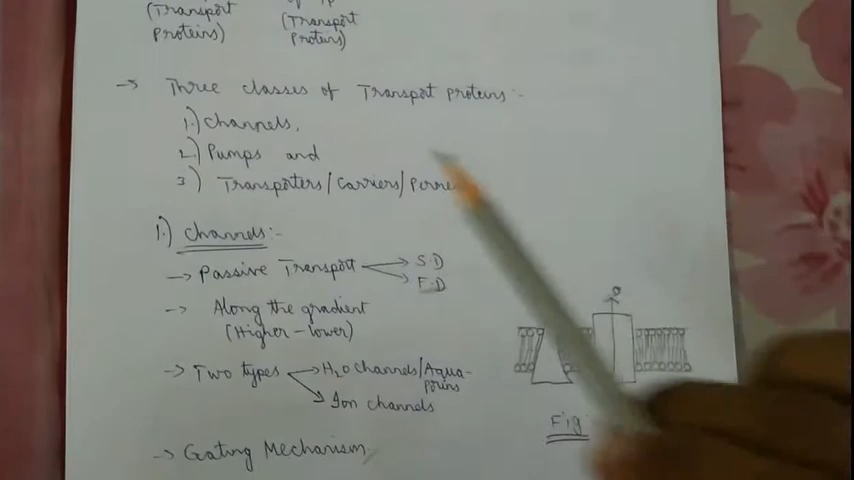 (Transport
Proteins)
(Transport
Proteins)
→ Three classes of Transport proteins:-
1.) Channels,
2.) Pumps and
3) Transporters/Carriers/
1.) Channels:-
→ Passive Transport → S.D
→ F.D
→ Along the gradient
(Higher - lower)
→ Two types → H2O channels/Aqua-
porins
→ Ion channels
→ Gating Mechanism
Fig